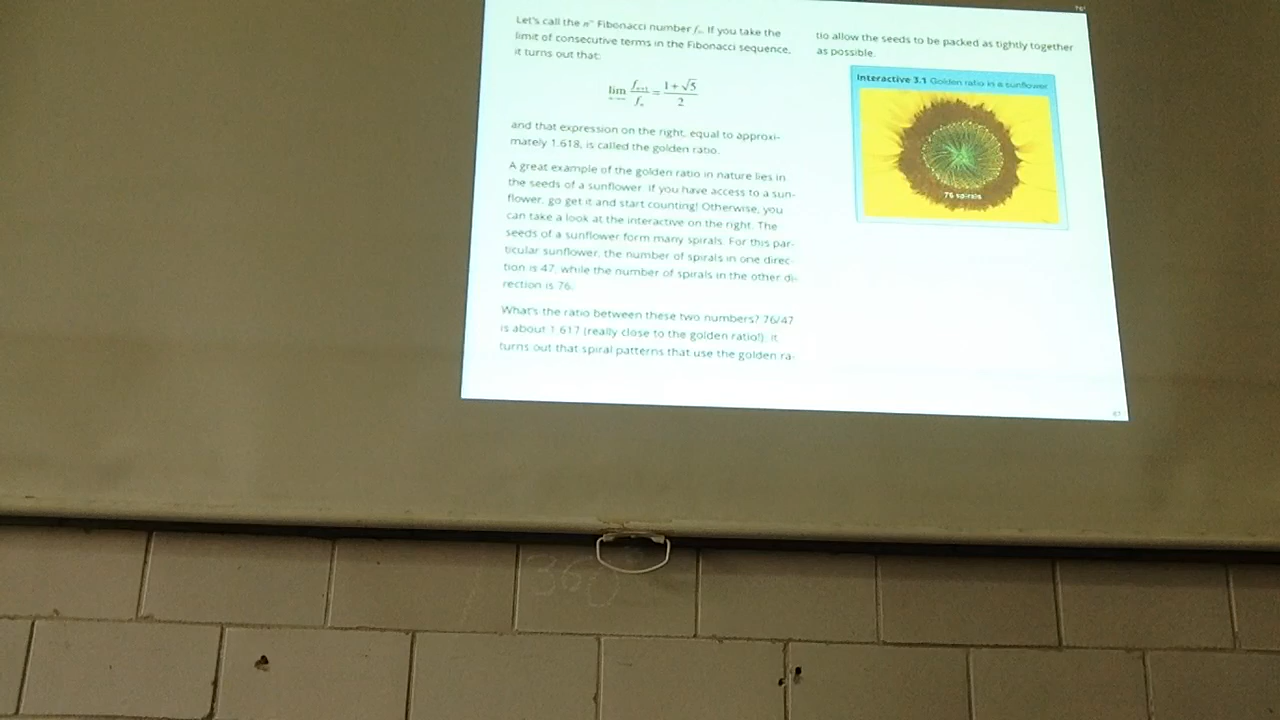 76%
Let's call the nth Fibonacci number fn. If you take the
limit of consecutive terms in the Fibonacci sequence,
it turns out that:
lim fn+1/fn = (1+√5)/2
and that expression on the right, equal to approxi-
mately 1.618, is called the golden ratio.
A great example of the golden ratio in nature lies in
the seeds of a sunflower. If you have access to a sun-
flower, go get it and start counting! Otherwise, you
can take a look at the interactive on the right. The
seeds of a sunflower form many spirals. For this par-
ticular sunflower, the number of spirals in one direc-
tion is 47, while the number of spirals in the other di-
rection is 76.
What's the ratio between these two numbers? 76/47
is about 1.617 (really close to the golden ratio!). It
turns out that spiral patterns that use the golden ra-
tio allow the seeds to be packed as tightly together
as possible.
Interactive 3.1 Golden ratio in a sunflower
76 spirals
360